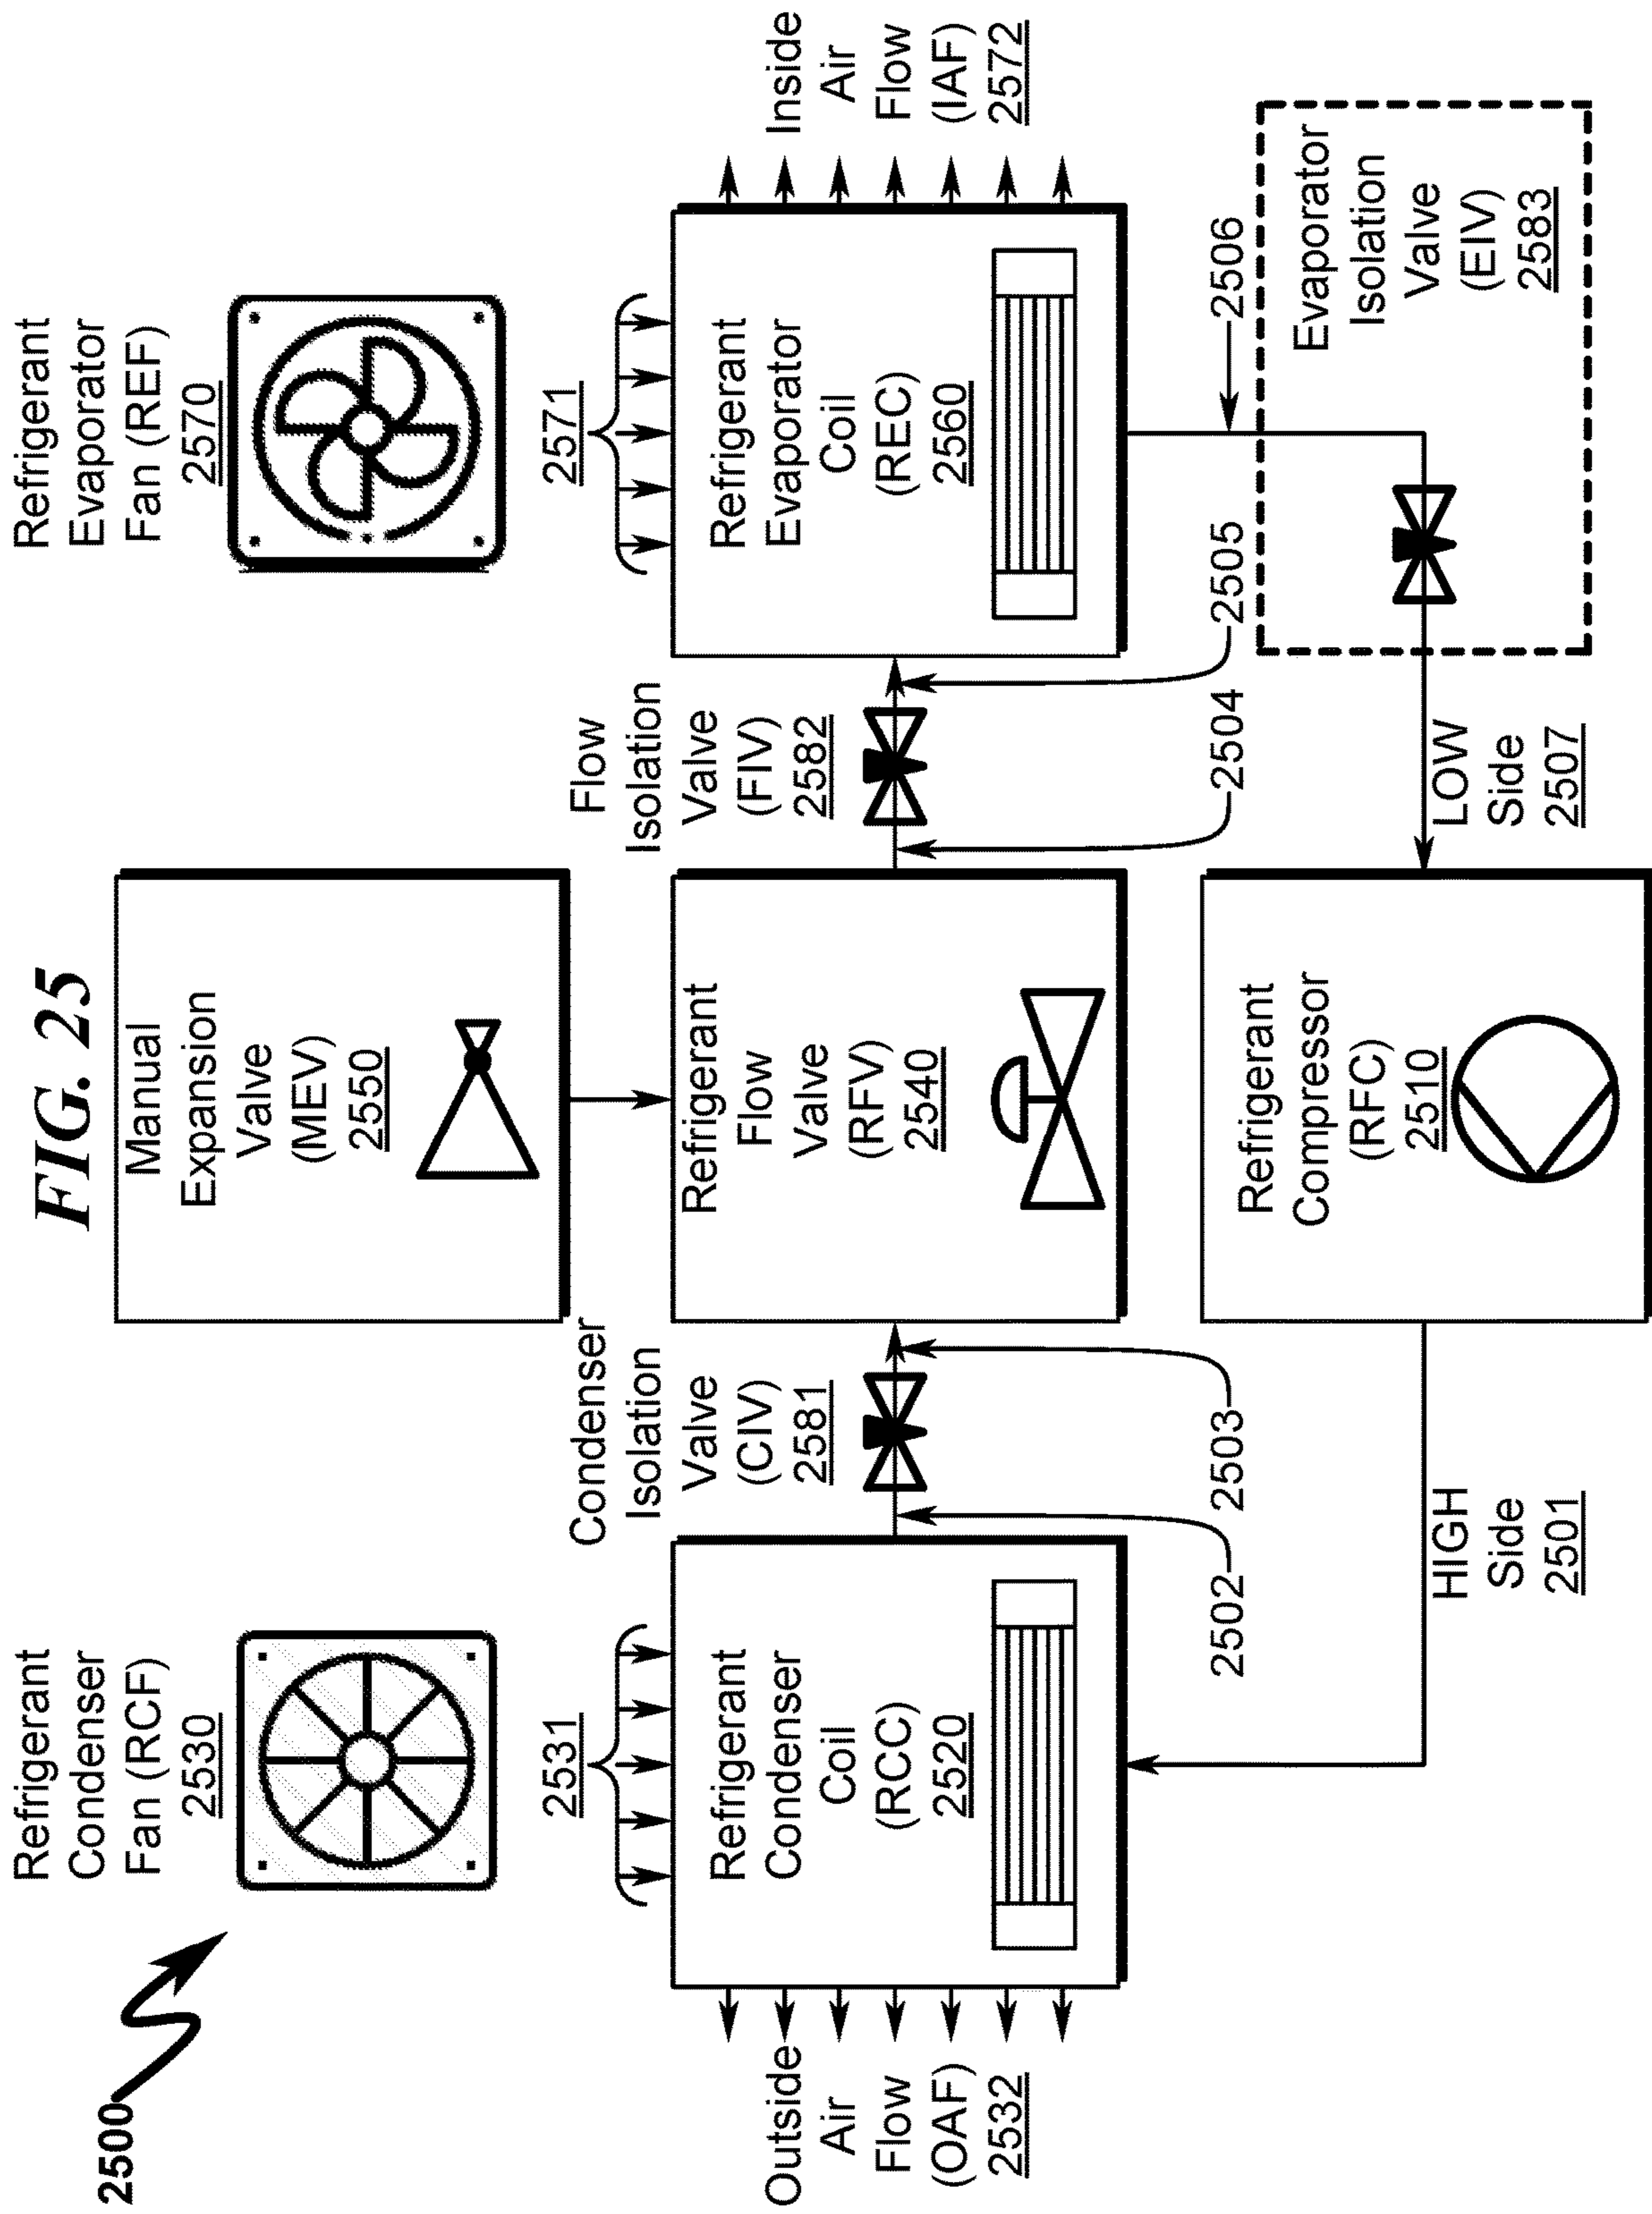 FIG. 25
2500
Refrigerant
Condenser
Fan (RCF)
2530
Refrigerant
Evaporator
Fan (REF)
2570
Manual
Expansion
Valve
(MEV)
2550
2531
Condenser
Isolation
Valve
(CIV)
2581
Flow
Isolation
Valve
(FIV)
2582
2571
Outside
Air
Flow
(OAF)
2532
Refrigerant
Condenser
Coil
(RCC)
2520
Refrigerant
Flow
Valve
(RFV)
2540
Refrigerant
Evaporator
Coil
(REC)
2560
Inside
Air
Flow
(IAF)
2572
2502
2503
2504
2505
2506
HIGH
Side
2501
Refrigerant
Compressor
(RFC)
2510
LOW
Side
2507
Evaporator
Isolation
Valve
(EIV)
2583